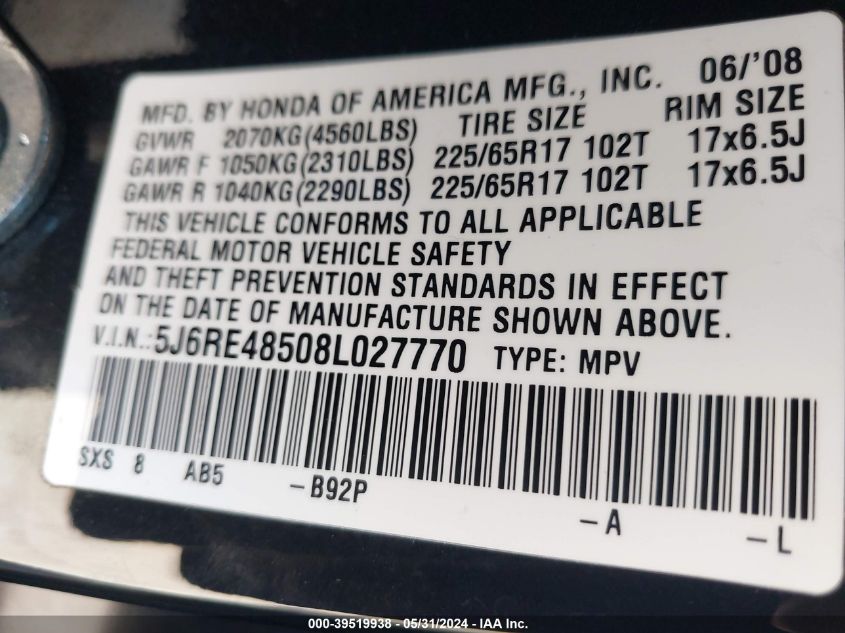 MFD. BY HONDA OF AMERICA MFG., INC. 06/'08
GVWR 2070KG(4560LBS) TIRE SIZE RIM SIZE
GAWR F 1050KG(2310LBS) 225/65R17 102T 17x6.5J
GAWR R 1040KG(2290LBS) 225/65R17 102T 17x6.5J
THIS VEHICLE CONFORMS TO ALL APPLICABLE
FEDERAL MOTOR VEHICLE SAFETY
AND THEFT PREVENTION STANDARDS IN EFFECT
ON THE DATE OF MANUFACTURE SHOWN ABOVE.
V.I.N.: 5J6RE48508L027770 TYPE: MPV
SXS 8 AB5 -B92P -A -L
000-39519938 - 05/31/2024 - IAA Inc.